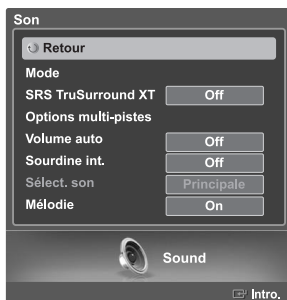 Son
Retour
Mode
SRS TruSurround XT Off
Options multi-pistes
Volume auto Off
Sourdine int. Off
Sélect. son Principale
Mélodie On
Sound
Intro.